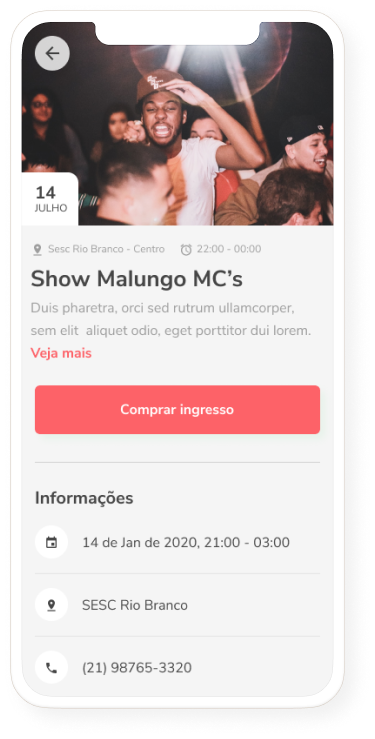 14
JULHO
Sesc Rio Branco - Centro 22:00 - 00:00
Show Malungo MC’s
Duis pharetra, orci sed rutrum ullamcorper,
sem elit aliquet odio, eget porttitor dui lorem.
Veja mais
Comprar ingresso
Informações
14 de Jan de 2020, 21:00 - 03:00
SESC Rio Branco
(21) 98765-3320